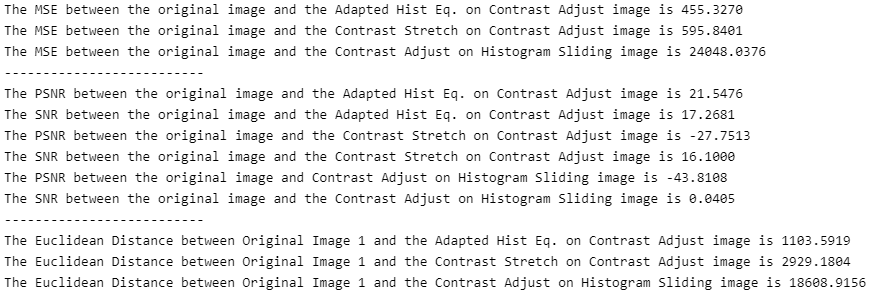 The MSE between the original image and the Adapted Hist Eq. on Contrast Adjust image is 455.3270
The MSE between the original image and the Contrast Stretch on Contrast Adjust image is 595.8401
The MSE between the original image and the Contrast Adjust on Histogram Sliding image is 24048.0376
--------------------------
The PSNR between the original image and the Adapted Hist Eq. on Contrast Adjust image is 21.5476
The SNR between the original image and the Adapted Hist Eq. on Contrast Adjust image is 17.2681
The PSNR between the original image and the Contrast Stretch on Contrast Adjust image is -27.7513
The SNR between the original image and the Contrast Stretch on Contrast Adjust image is 16.1000
The PSNR between the original image and Contrast Adjust on Histogram Sliding image is -43.8108
The SNR between the original image and the Contrast Adjust on Histogram Sliding image is 0.0405
--------------------------
The Euclidean Distance between Original Image 1 and the Adapted Hist Eq. on Contrast Adjust image is 1103.5919
The Euclidean Distance between Original Image 1 and the Contrast Stretch on Contrast Adjust image is 2929.1804
The Euclidean Distance between Original Image 1 and the Contrast Adjust on Histogram Sliding image is 18608.9156